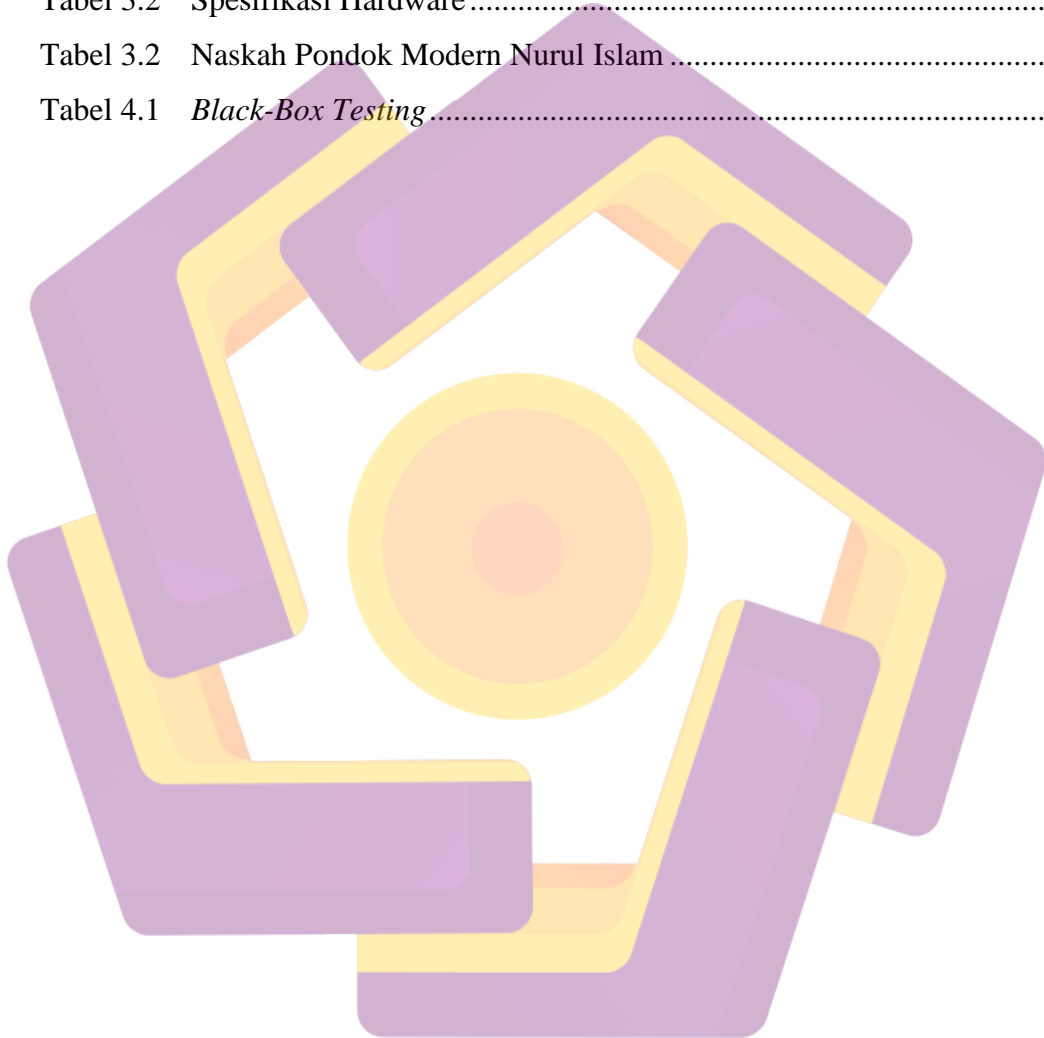 Tabel 3.2 Spesifikasi Hardware..........................................................................
Tabel 3.2 Naskah Pondok Modern Nurul Islam................................................
Tabel 4.1 Black-Box Testing..............................................................................